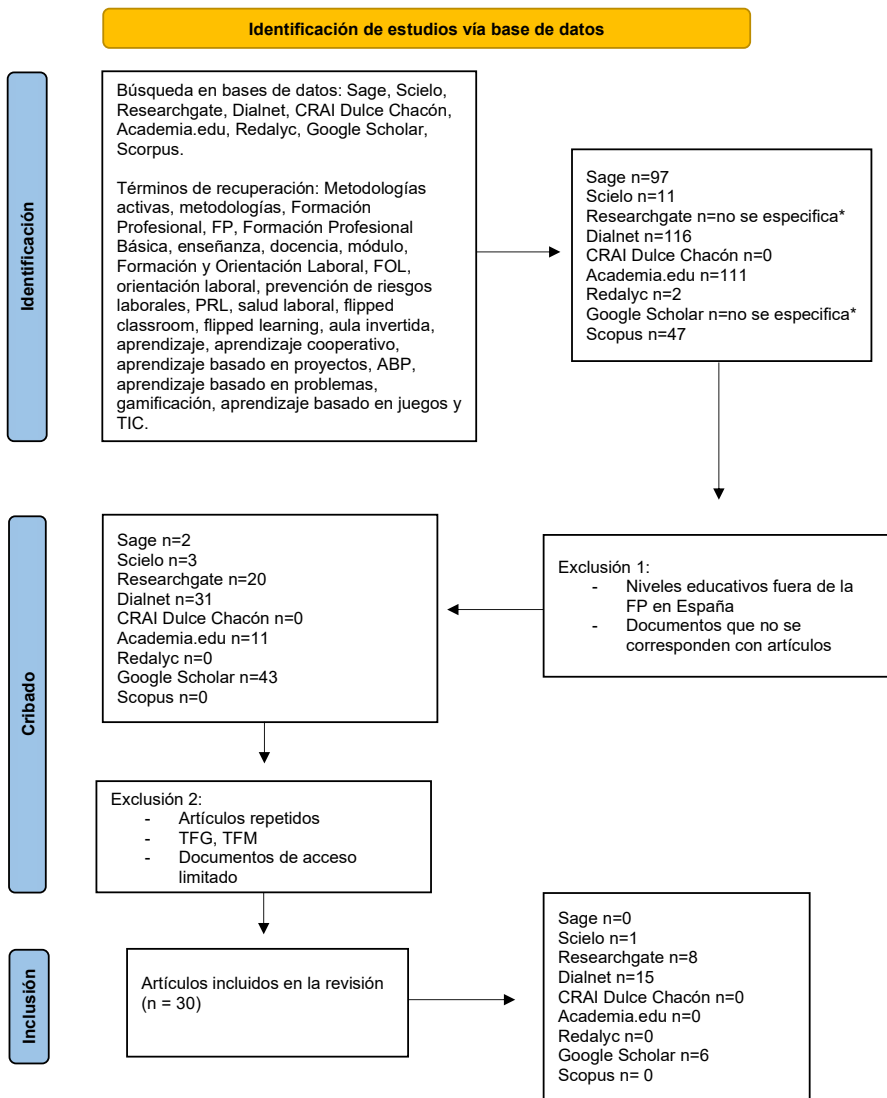 Identificación de estudios vía base de datos
Identificación
Búsqueda en bases de datos: Sage, Scielo,
Researchgate, Dialnet, CRAI Dulce Chacón,
Academia.edu, Redalyc, Google Scholar,
Scorpus.
Términos de recuperación: Metodologías
activas, metodologías, Formación
Profesional, FP, Formación Profesional
Básica, enseñanza, docencia, módulo,
Formación y Orientación Laboral, FOL,
orientación laboral, prevención de riesgos
laborales, PRL, salud laboral, flipped
classroom, flipped learning, aula invertida,
aprendizaje, aprendizaje cooperativo,
aprendizaje basado en proyectos, ABP,
aprendizaje basado en problemas,
gamificación, aprendizaje basado en juegos y
TIC.
Sage n=97
Scielo n=11
Researchgate n=no se especifica*
Dialnet n=116
CRAI Dulce Chacón n=0
Academia.edu n=111
Redalyc n=2
Google Scholar n=no se especifica*
Scopus n=47
Cribado
Exclusión 1:
- Niveles educativos fuera de la
FP en España
- Documentos que no se
corresponden con artículos
Sage n=2
Scielo n=3
Researchgate n=20
Dialnet n=31
CRAI Dulce Chacón n=0
Academia.edu n=11
Redalyc n=0
Google Scholar n=43
Scopus n=0
Exclusión 2:
- Artículos repetidos
- TFG, TFM
- Documentos de acceso
limitado
Inclusión
Artículos incluidos en la revisión
(n = 30)
Sage n=0
Scielo n=1
Researchgate n=8
Dialnet n=15
CRAI Dulce Chacón n=0
Academia.edu n=0
Redalyc n=0
Google Scholar n=6
Scopus n= 0